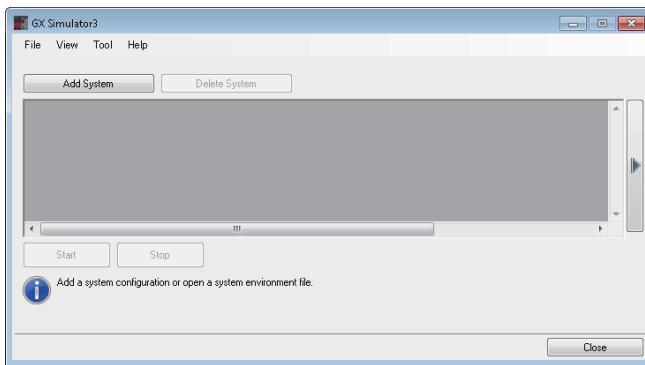 GX Simulator3
File View Tool Help
Add System Delete System
Start Stop
Add a system configuration or open a system environment file.
Close